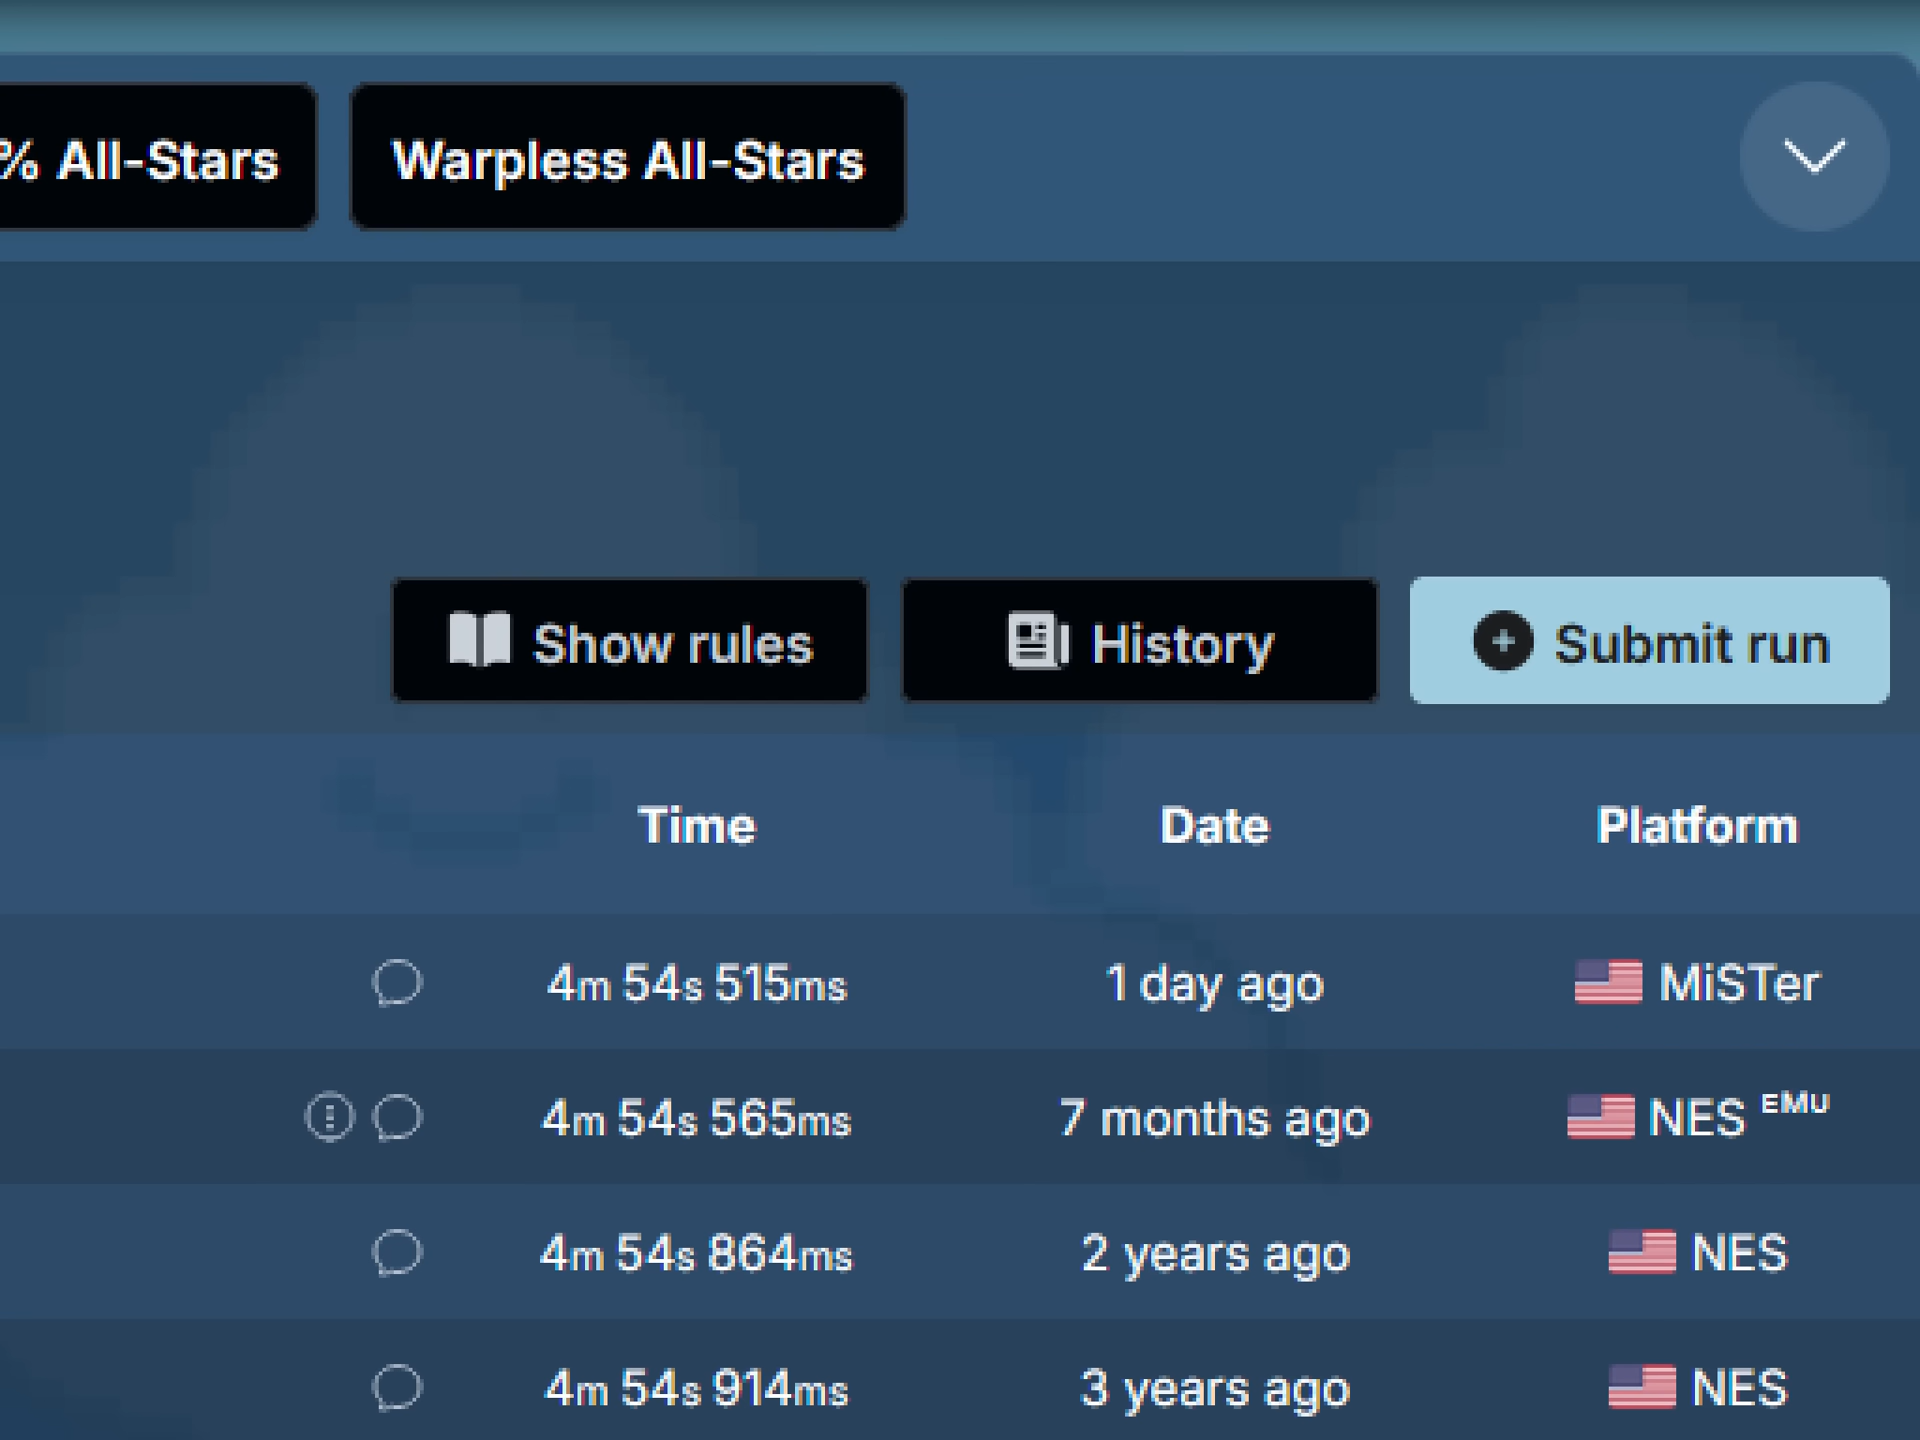 % All-Stars Warpless All-Stars
Show rules History Submit run
Time Date Platform
4m 54s 515ms 1 day ago MiSTer
4m 54s 565ms 7 months ago NES EMU
4m 54s 864ms 2 years ago NES
4m 54s 914ms 3 years ago NES